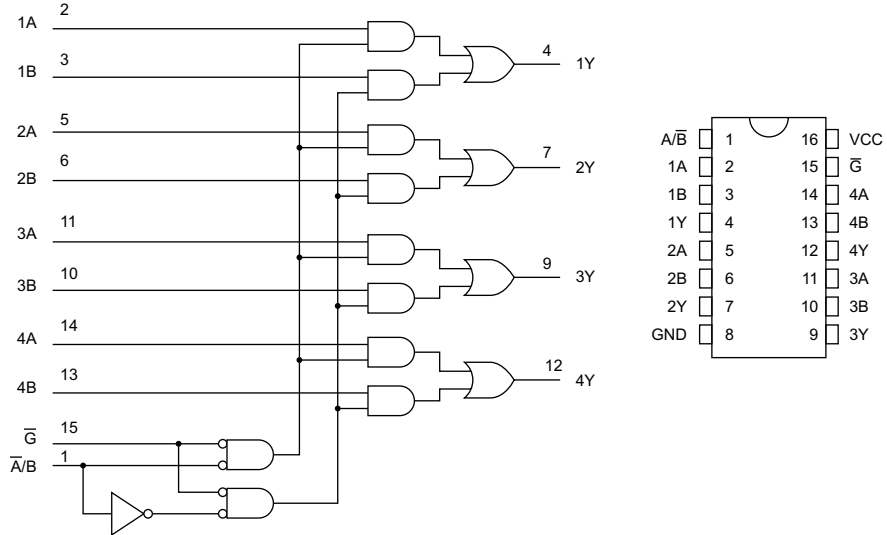 1A 2
4 1Y
1B 3
2A 5
7 2Y
2B 6
3A 11
9 3Y
3B 10
4A 14
12 4Y
4B 13
G̅ 15
A̅/B 1
A/B̅ 1 16 VCC
1A 2 15 G̅
1B 3 14 4A
1Y 4 13 4B
2A 5 12 4Y
2B 6 11 3A
2Y 7 10 3B
GND 8 9 3Y